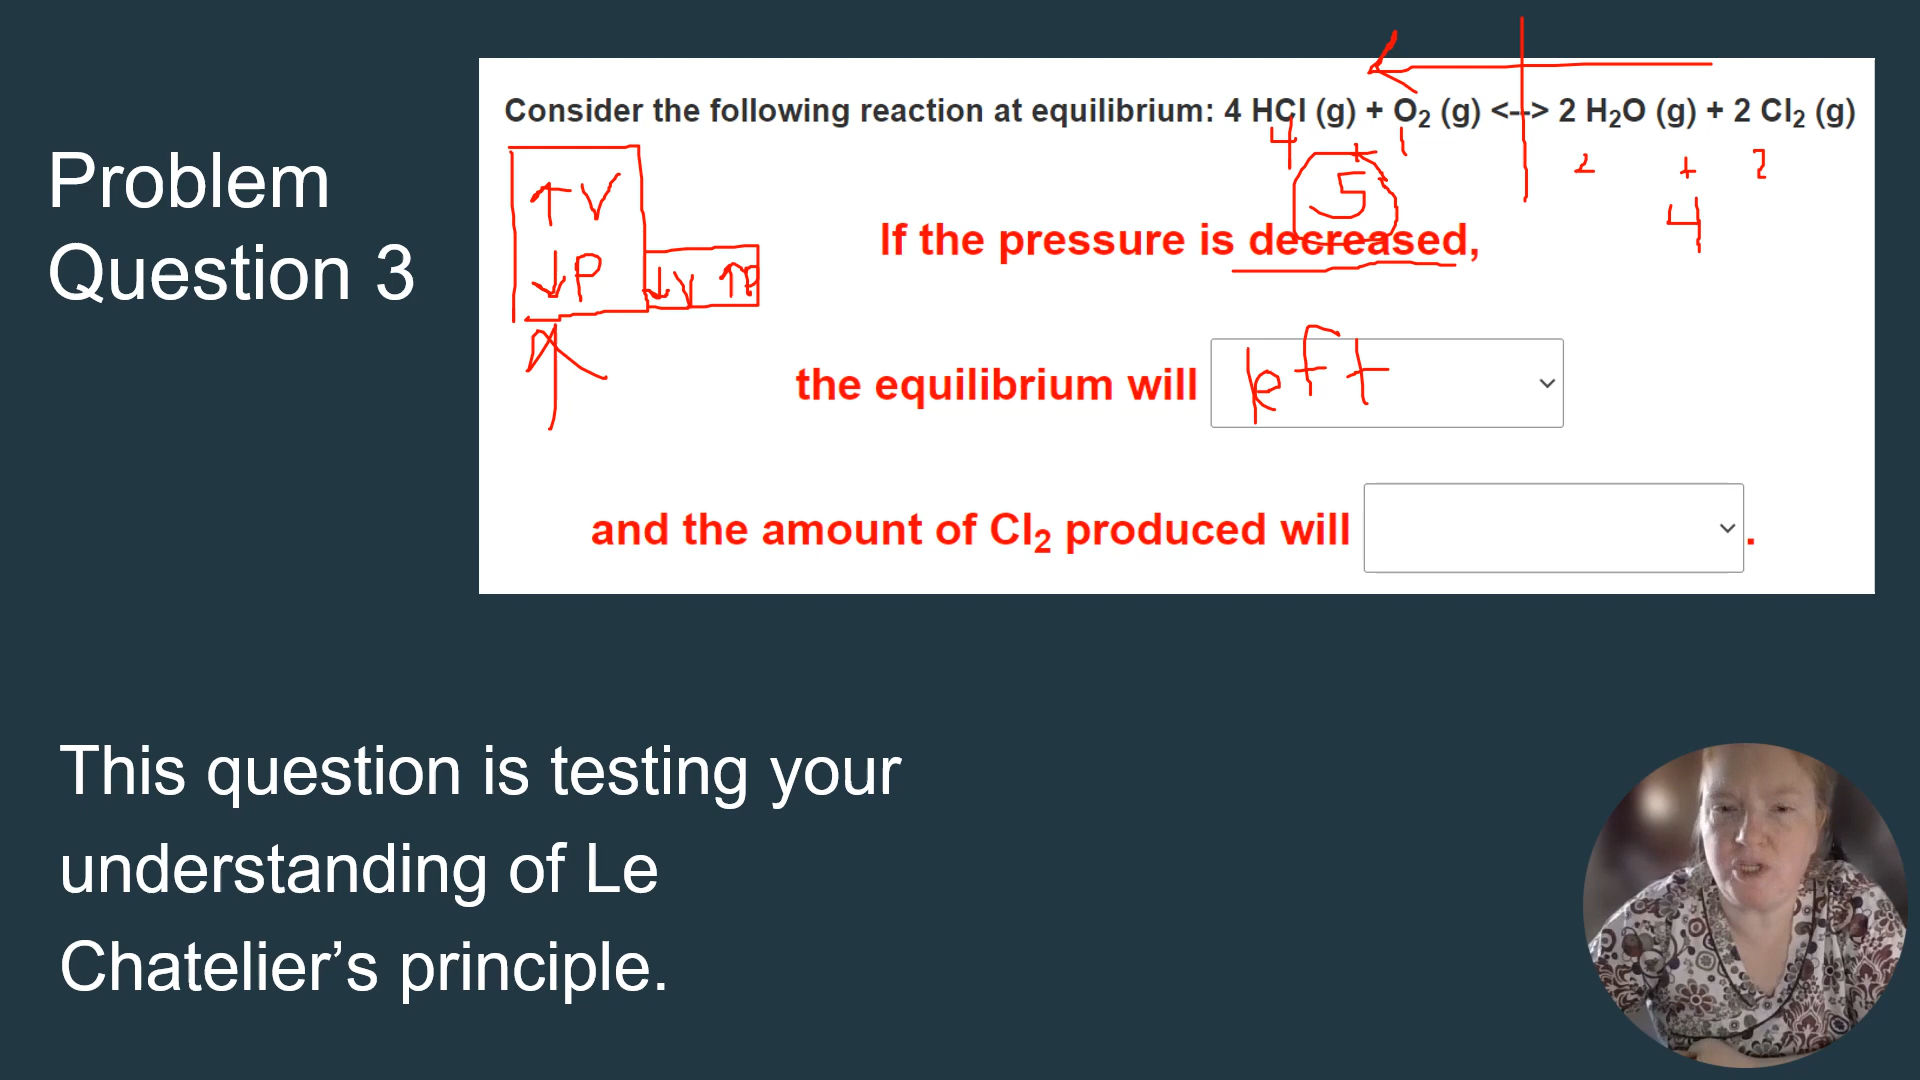 Problem
Question 3
Consider the following reaction at equilibrium: 4 HCl (g) + O₂ (g) <--> 2 H₂O (g) + 2 Cl₂ (g)
4 + 1
2 + 2
5
4
↑V
↓P
↓V ↑P
If the pressure is decreased,
the equilibrium will left
and the amount of Cl₂ produced will .
This question is testing your
understanding of Le
Chatelier’s principle.